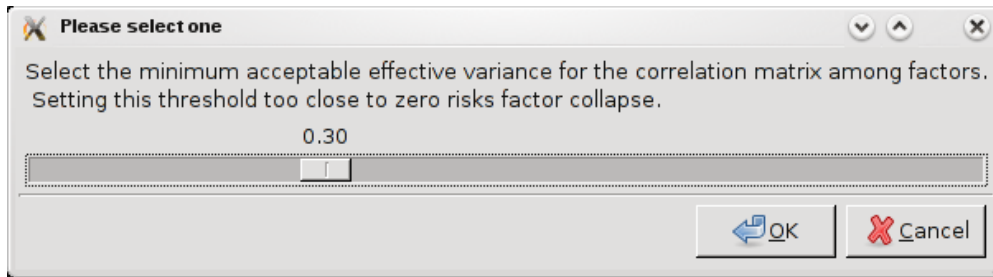 Please select one
Select the minimum acceptable effective variance for the correlation matrix among factors.
Setting this threshold too close to zero risks factor collapse.
0.30
OK
Cancel